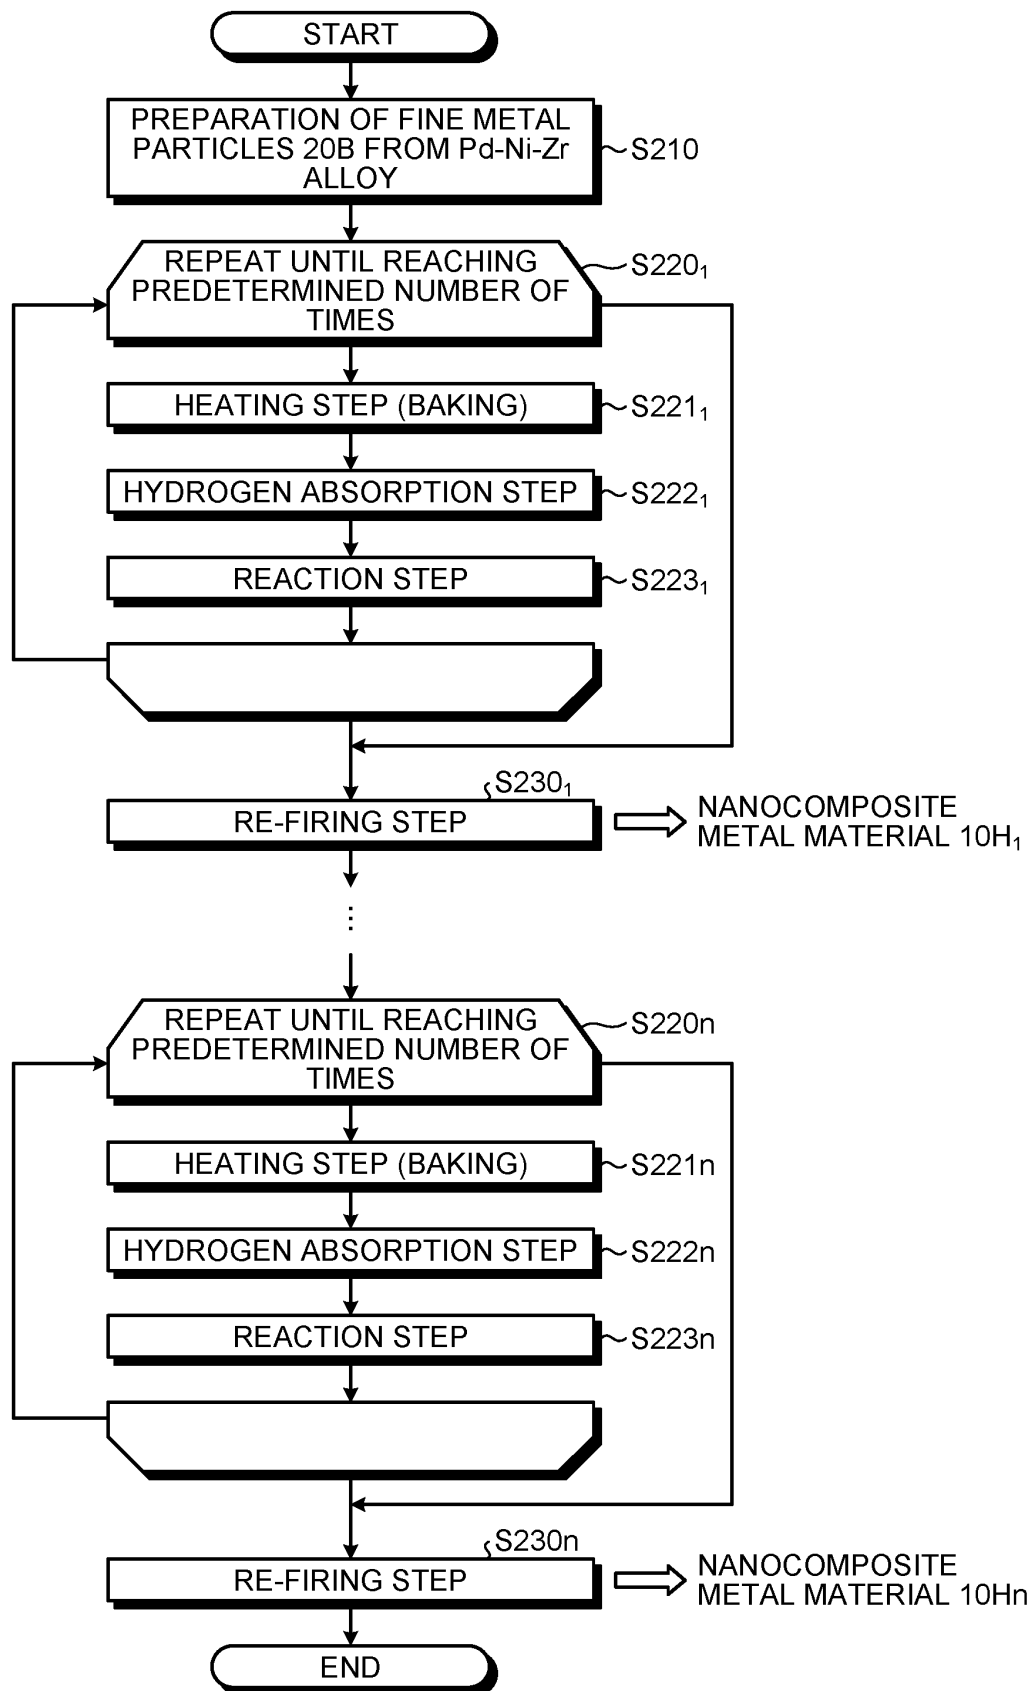 START
PREPARATION OF FINE METAL
PARTICLES 20B FROM Pd-Ni-Zr
ALLOY
S210
REPEAT UNTIL REACHING
PREDETERMINED NUMBER OF
TIMES
S220₁
HEATING STEP (BAKING)
S221₁
HYDROGEN ABSORPTION STEP
S222₁
REACTION STEP
S223₁
S230₁
RE-FIRING STEP
NANOCOMPOSITE
METAL MATERIAL 10H₁
⋮
REPEAT UNTIL REACHING
PREDETERMINED NUMBER OF
TIMES
S220n
HEATING STEP (BAKING)
S221n
HYDROGEN ABSORPTION STEP
S222n
REACTION STEP
S223n
S230n
RE-FIRING STEP
NANOCOMPOSITE
METAL MATERIAL 10Hn
END